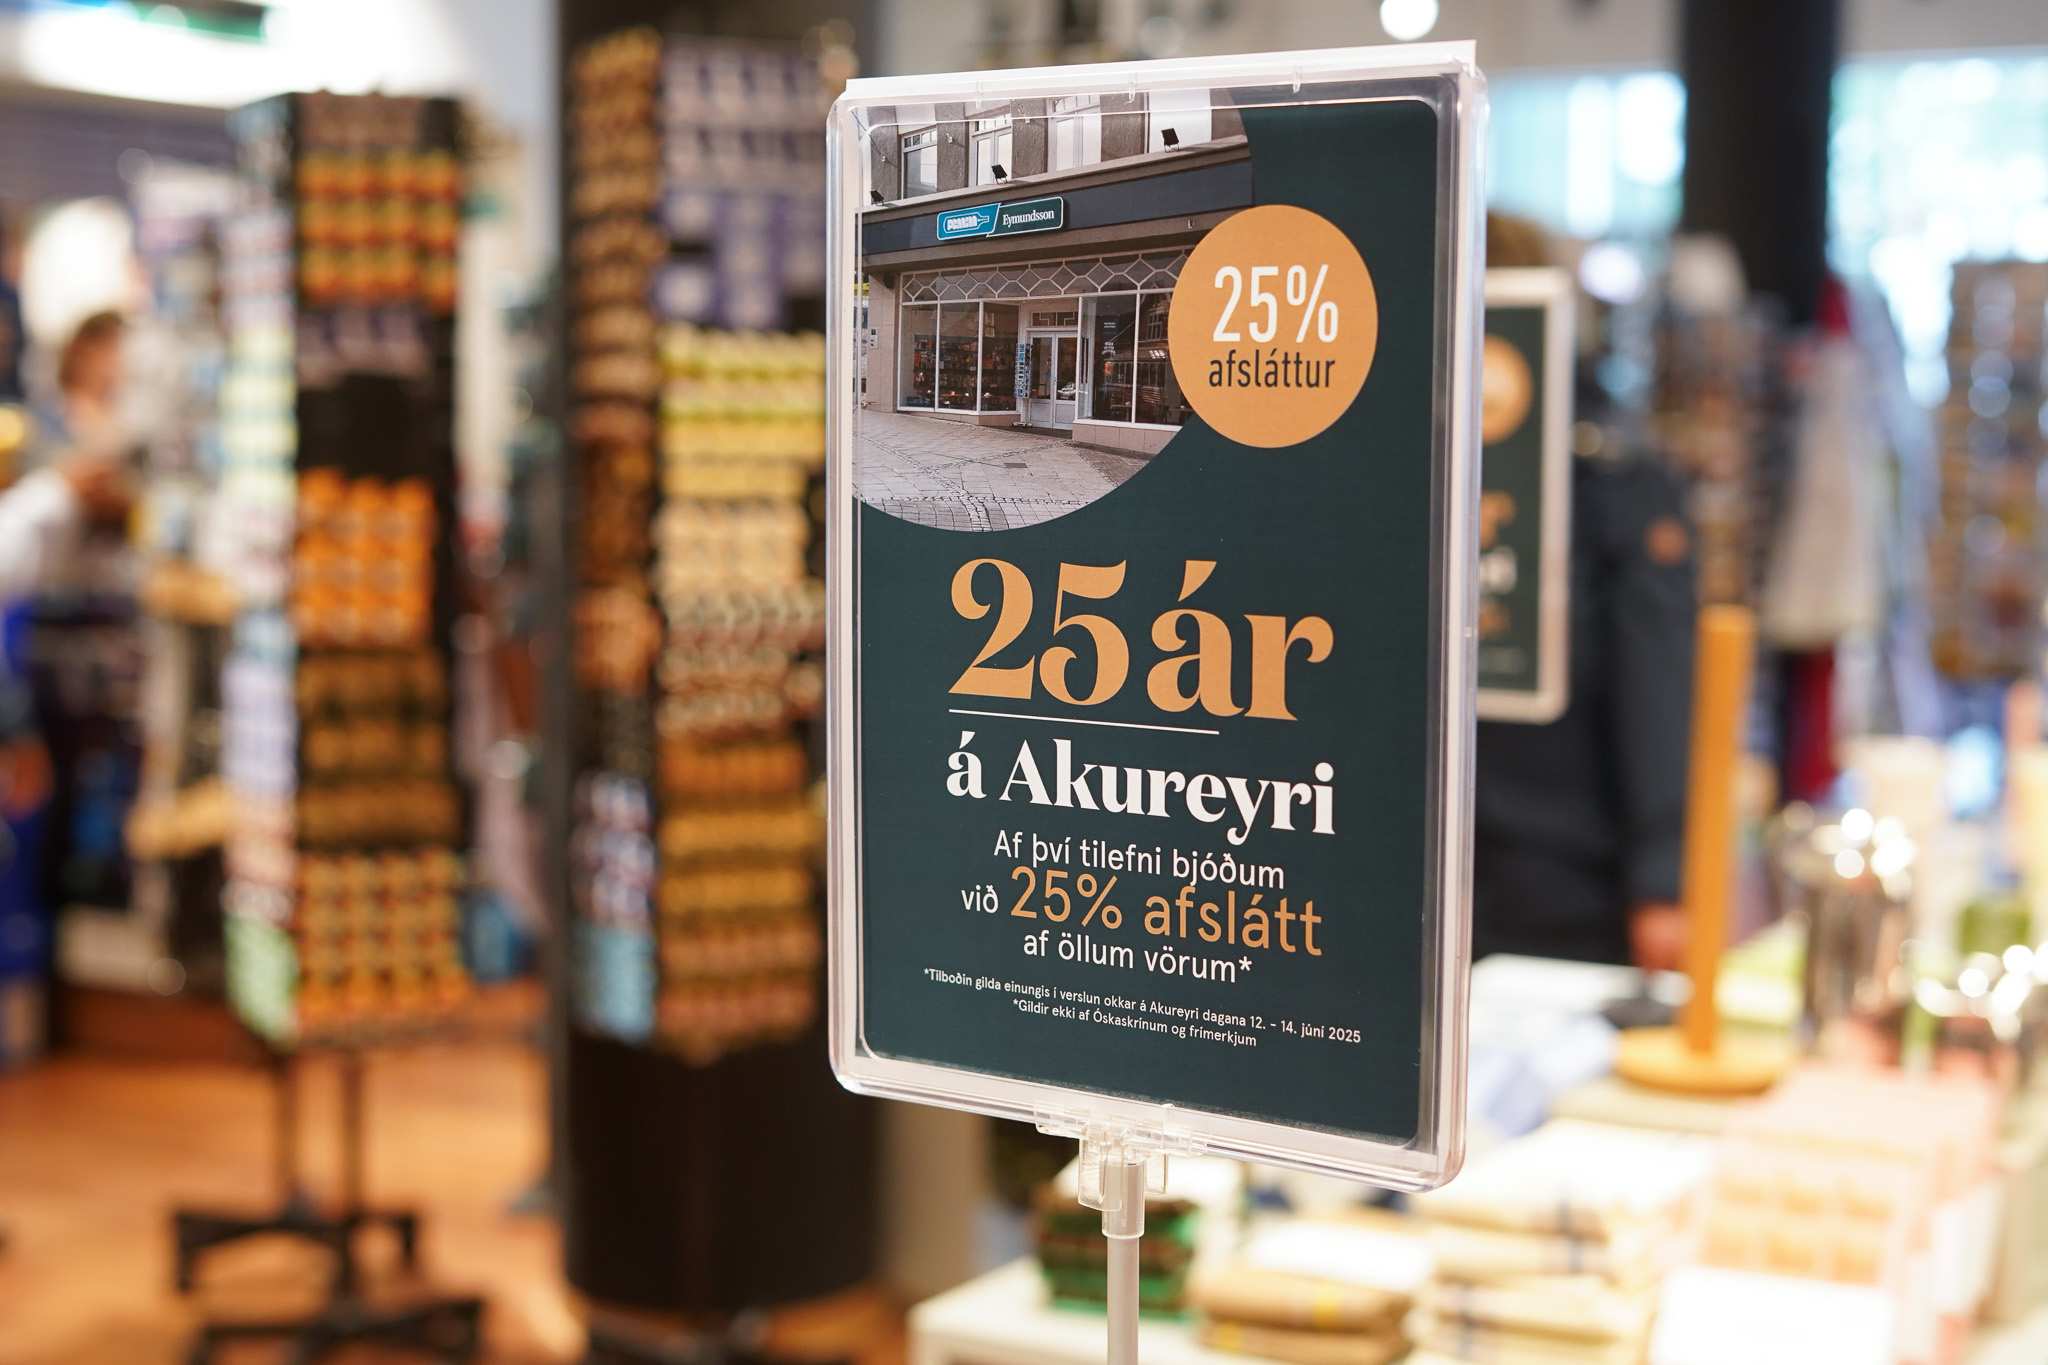 PENNINN Eymundsson
25%
afsláttur
25 ár
á Akureyri
Af því tilefni bjóðum
við 25% afslátt
af öllum vörum*
*Tilboðin gilda einungis í verslun okkar á Akureyri dagana 12. - 14. júní 2025
*Gildir ekki af Óskaskrínum og frímerkjum